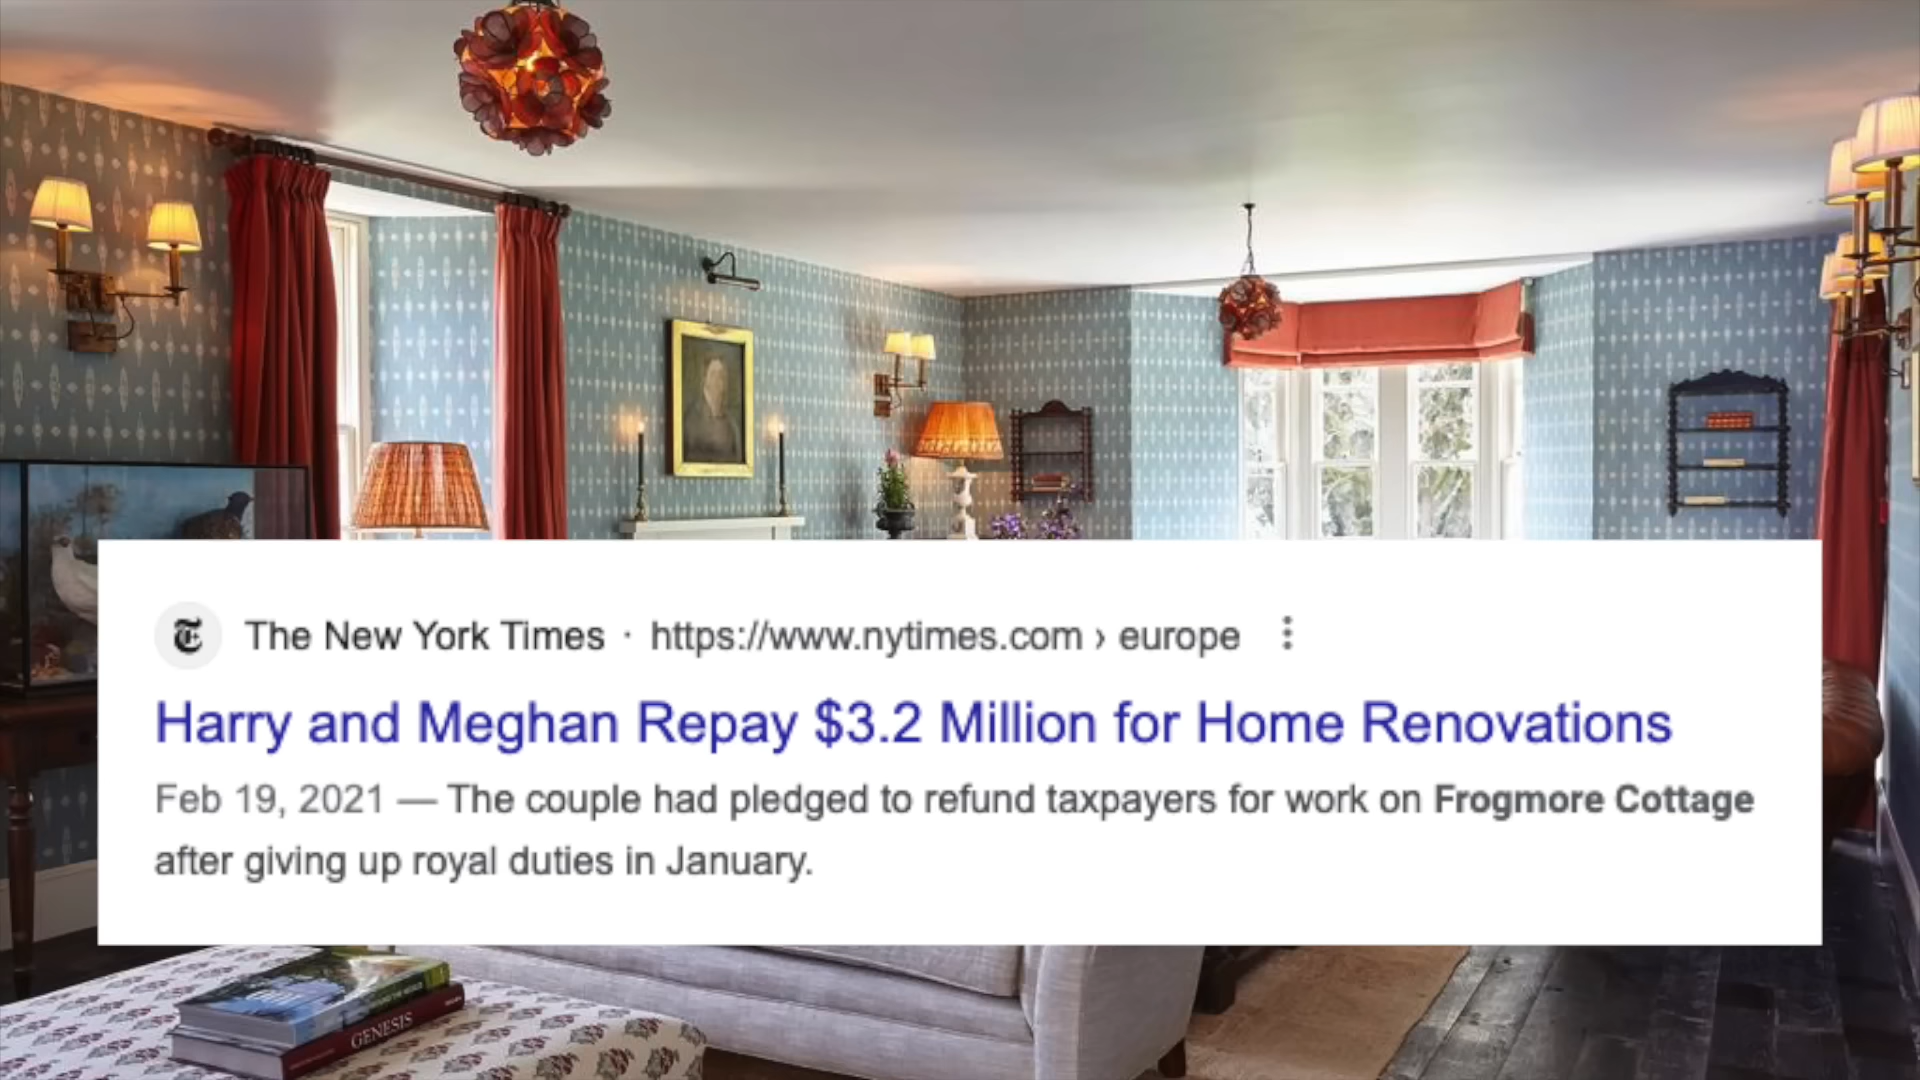 The New York Times · https://www.nytimes.com › europe
Harry and Meghan Repay $3.2 Million for Home Renovations
Feb 19, 2021 — The couple had pledged to refund taxpayers for work on Frogmore Cottage
after giving up royal duties in January.
GENESIS